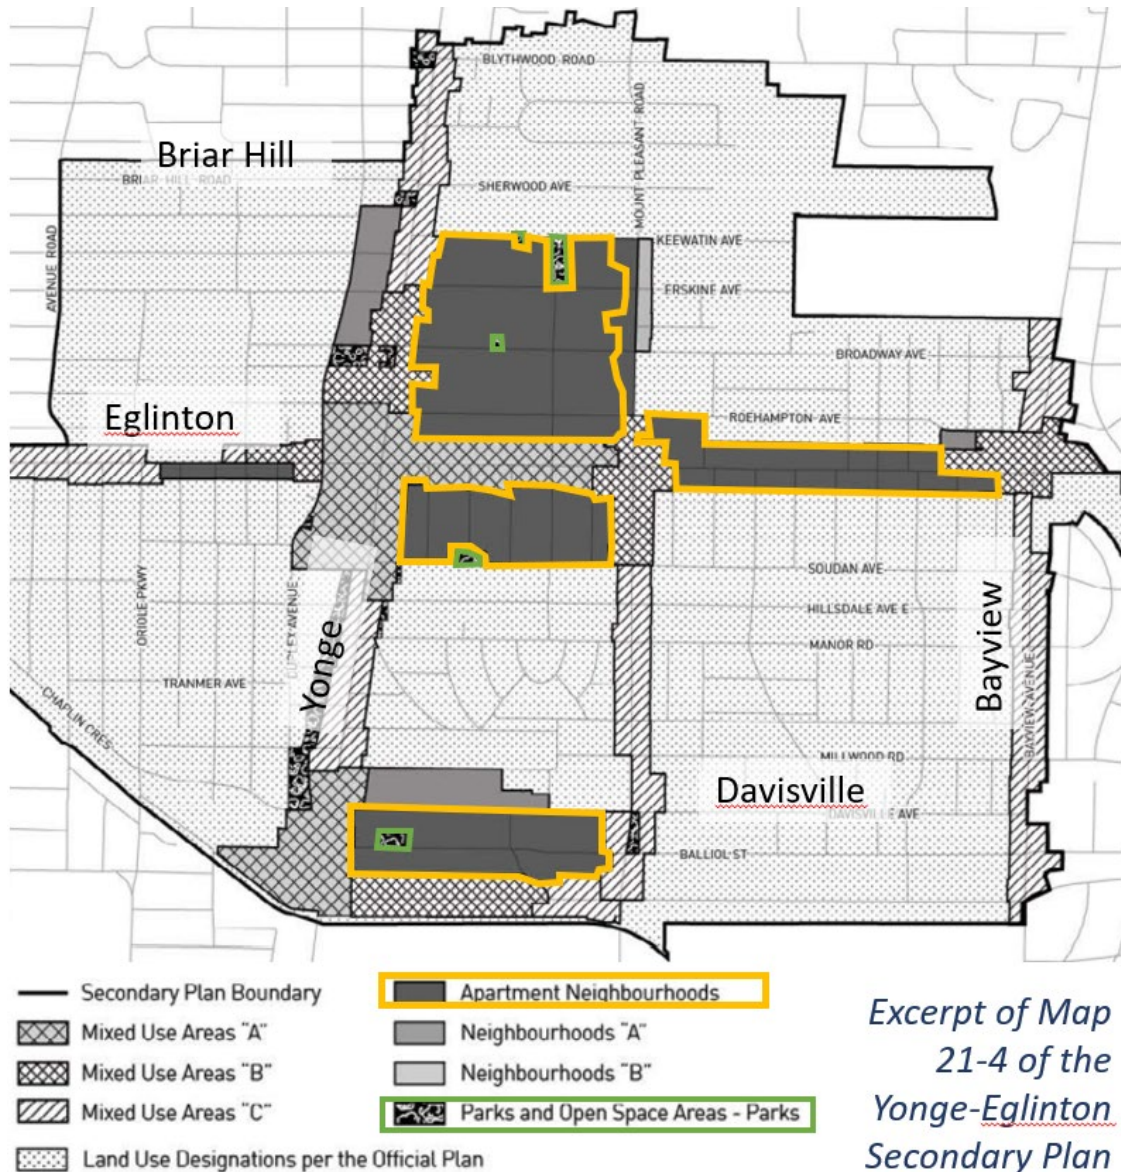 BLYTHWOOD ROAD
MOUNT PLEASANT ROAD
Briar Hill
BRIAR HILL ROAD
SHERWOOD AVE
AVENUE ROAD
KEEWATIN AVE
ERSKINE AVE
BROADWAY AVE
Eglinton
ROEHAMPTON AVE
SOUDAN AVE
ORIOLE PKWY
DUPLEX AVENUE
HILLSDALE AVE E
Yonge
Bayview
MANOR RD
TRANMER AVE
CHAPLIN CRES
BAYVIEW AVENUE
MILLWOOD RD
Davisville
DAVISVILLE AVE
BALLIOL ST
Secondary Plan Boundary
Mixed Use Areas "A"
Mixed Use Areas "B"
Mixed Use Areas "C"
Land Use Designations per the Official Plan
Apartment Neighbourhoods
Neighbourhoods "A"
Neighbourhoods "B"
Parks and Open Space Areas - Parks
Excerpt of Map
21-4 of the
Yonge-Eglinton
Secondary Plan